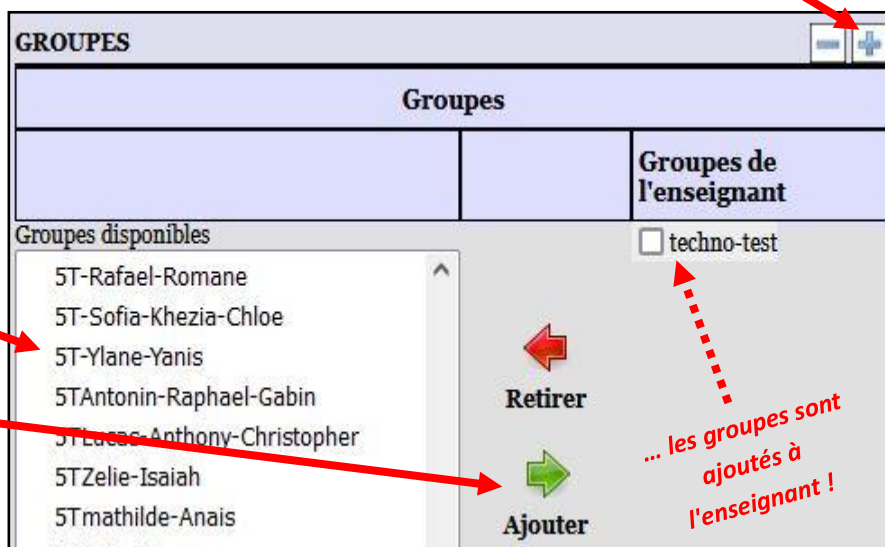 GROUPES
Groupes
Groupes de
l'enseignant
Groupes disponibles
techno-test
5T-Rafael-Romane
5T-Sofia-Khezia-Chloe
5T-Ylane-Yanis
5TAntonin-Raphael-Gabin
5TLucas-Anthony-Christopher
5TZelie-Isaiah
5Tmathilde-Anais
Retirer
Ajouter
... les groupes sont
ajoutés à
l'enseignant !